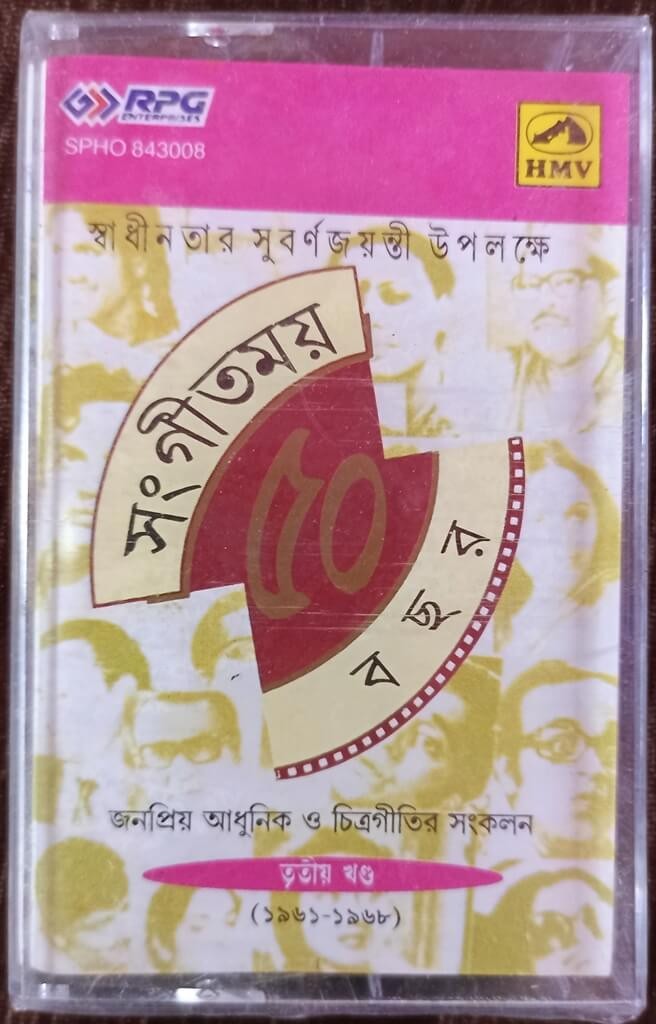 RPG
ENTERPRISES
SPHO 843008
HMV
স্বাধীনতার সুবর্ণজয়ন্তী উপলক্ষে
সংগীতময়
৫০
বছর
জনপ্রিয় আধুনিক ও চিত্রগীতির সংকলন
তৃতীয় খণ্ড
(১৯৬১-১৯৬৮)